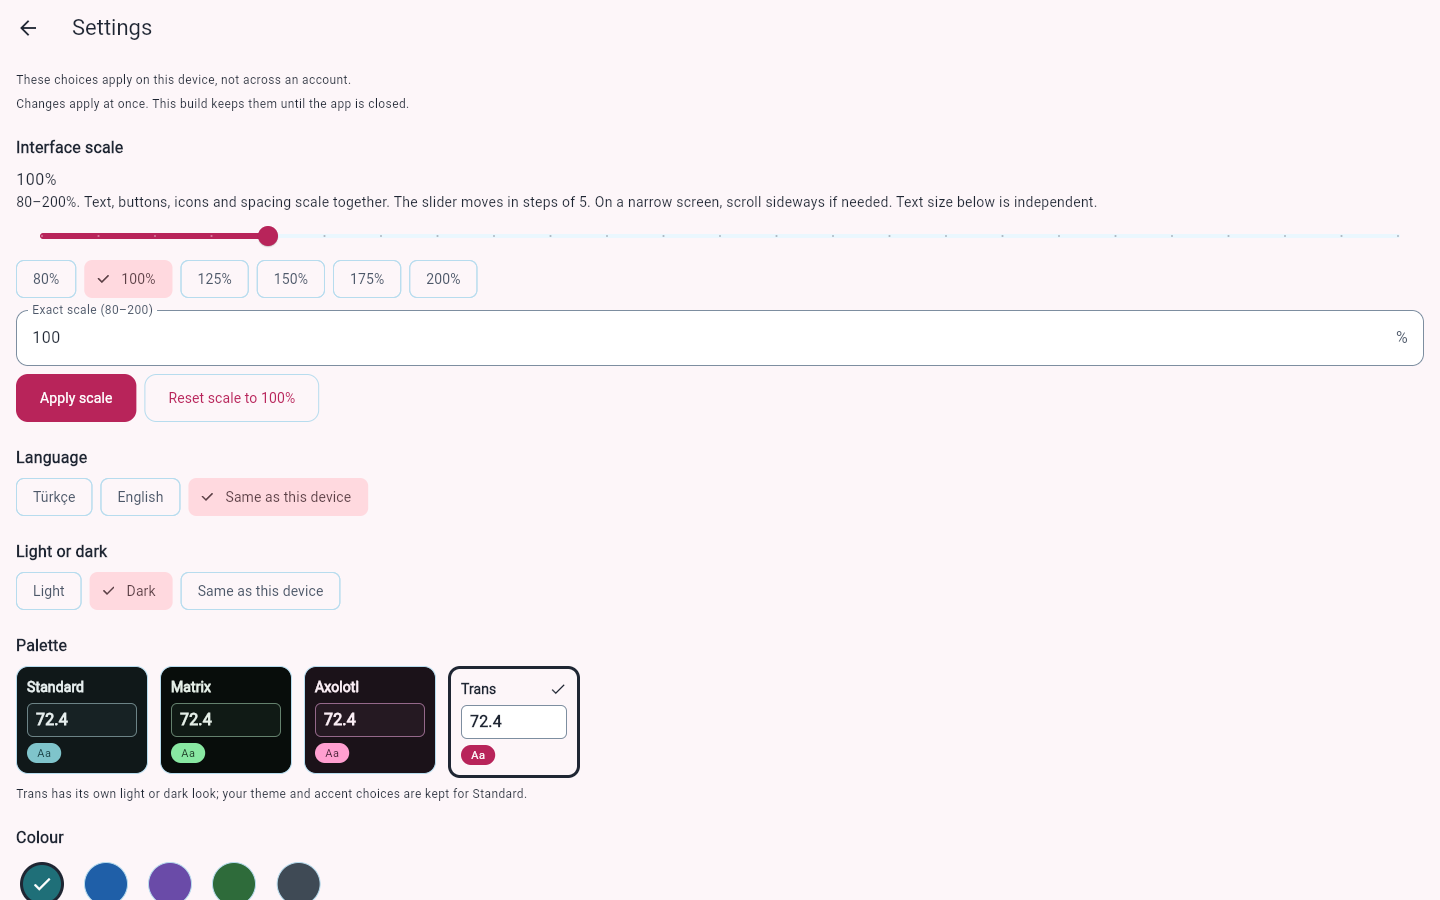 Settings
These choices apply on this device, not across an account.
Changes apply at once. This build keeps them until the app is closed.
Interface scale
100%
80–200%. Text, buttons, icons and spacing scale together. The slider moves in steps of 5. On a narrow screen, scroll sideways if needed. Text size below is independent.
80% 100% 125% 150% 175% 200%
Exact scale (80–200)
100 %
Apply scale Reset scale to 100%
Language
Türkçe English Same as this device
Light or dark
Light Dark Same as this device
Palette
Standard Matrix Axolotl Trans
72.4 72.4 72.4 72.4
Aa Aa Aa Aa
Trans has its own light or dark look; your theme and accent choices are kept for Standard.
Colour